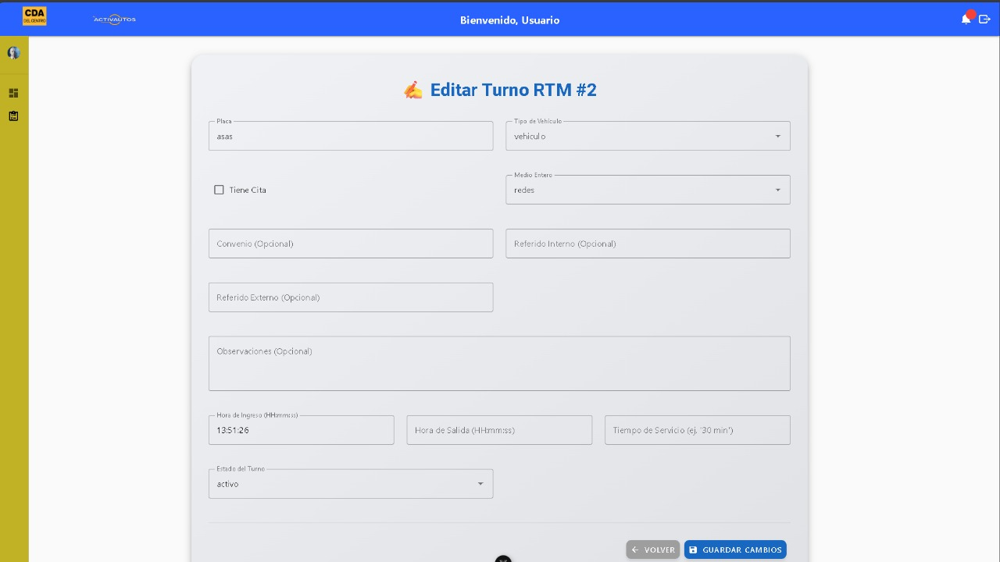 CDA
DEL CENTRO
ACTIVAUTOS
Bienvenido, Usuario
Editar Turno RTM #2
Placa
asas
Tipo de Vehículo
vehiculo
Tiene Cita
Medio Entero
redes
Convenio (Opcional)
Referido Interno (Opcional)
Referido Externo (Opcional)
Observaciones (Opcional)
Hora de Ingreso (HH:mm:ss)
13:51:26
Hora de Salida (HH:mm:ss)
Tiempo de Servicio (ej. '30 min')
Estado del Turno
activo
VOLVER
GUARDAR CAMBIOS